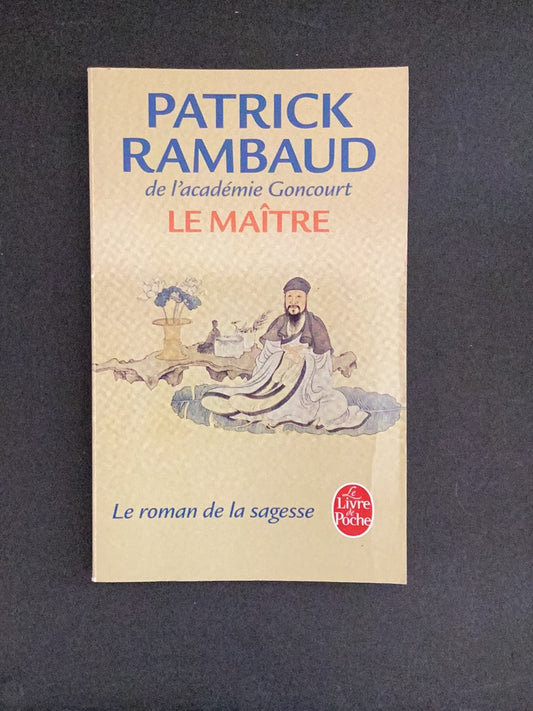 PATRICK
RAMBAUD
de l'académie Goncourt
LE MAÎTRE
Le roman de la sagesse
Le
Livre
de
Poche